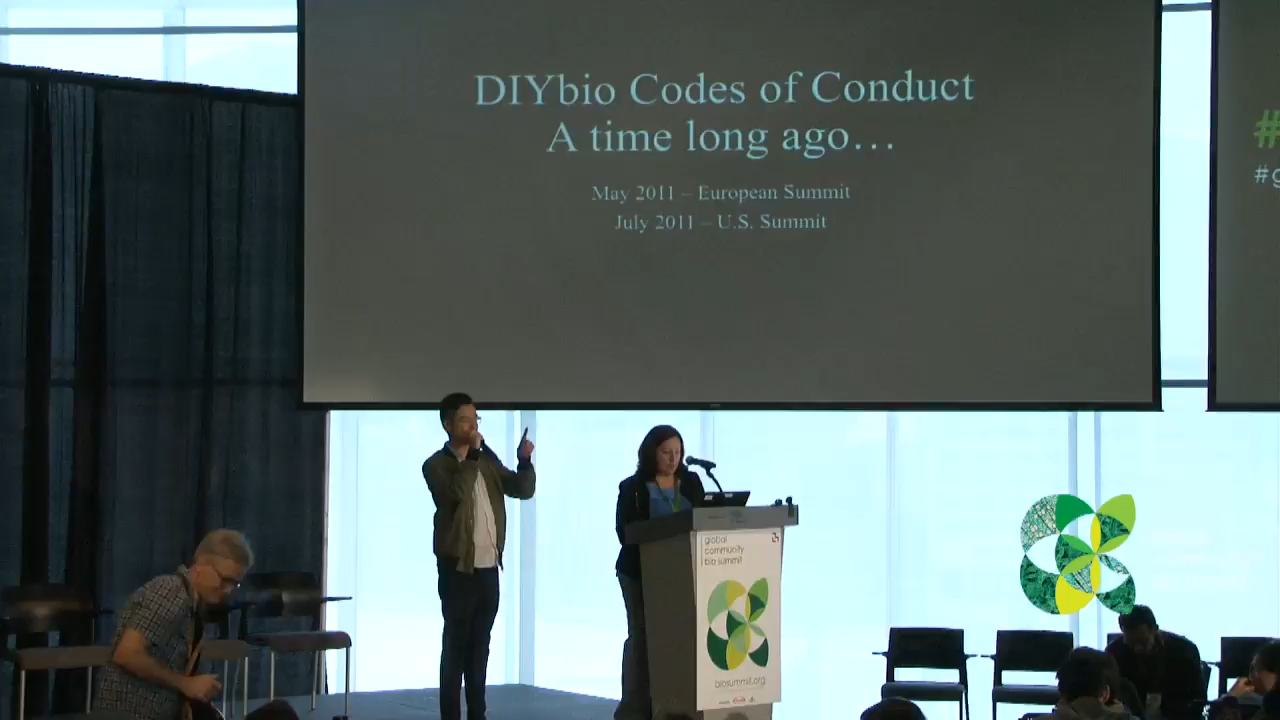 DIYbio Codes of Conduct
A time long ago…
May 2011 – European Summit
July 2011 – U.S. Summit
#
#g
global
community
bio summit
biosummit.org